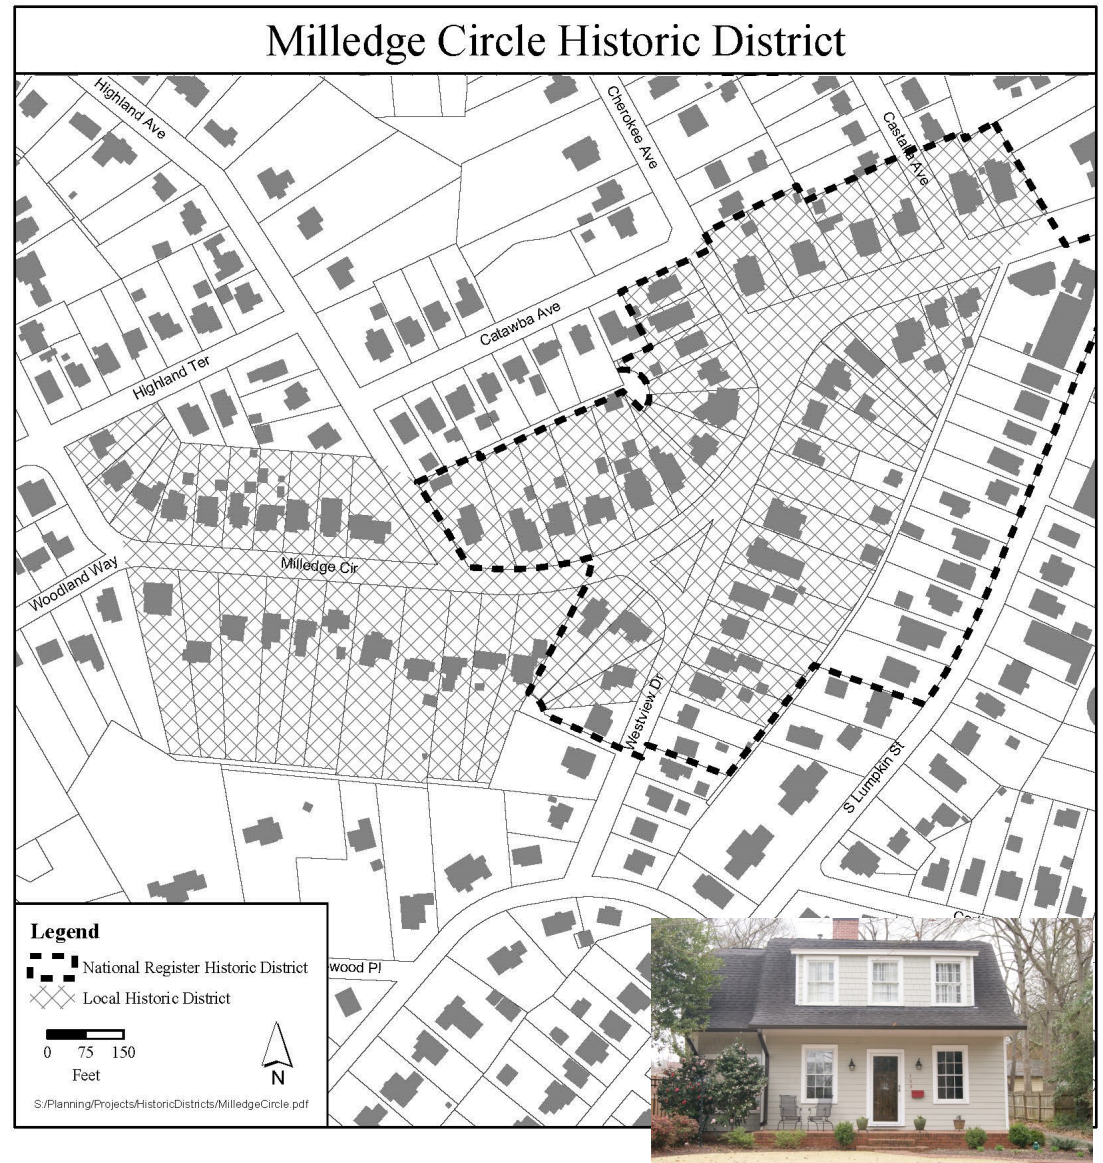 Milledge Circle Historic District
Highland Ave
Cherokee Ave
Castalia Ave
Catawba Ave
Highland Ter
Milledge Cir
Woodland Way
Westview Dr
S Lumpkin St
wood Pl
Legend
National Register Historic District
Local Historic District
0 75 150
Feet
N
S:/Planning/Projects/HistoricDistricts/MilledgeCircle.pdf